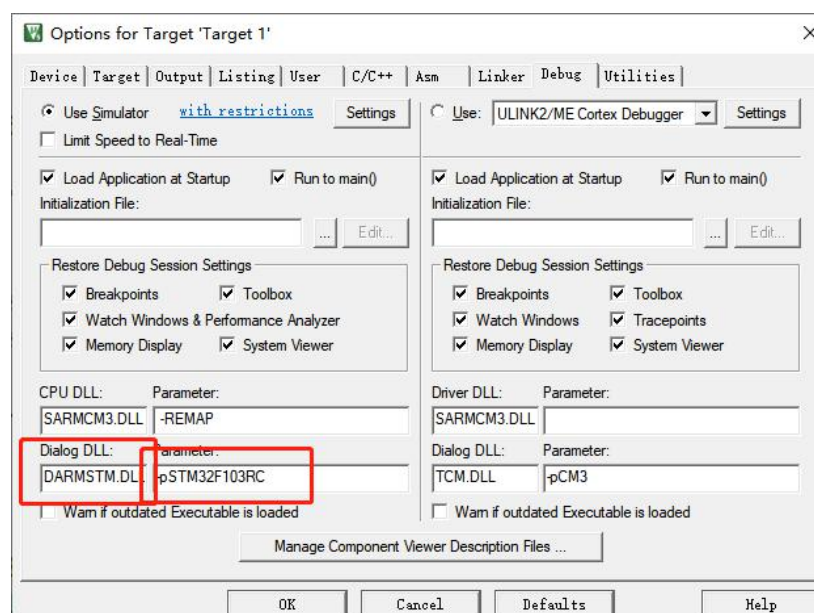 Options for Target 'Target 1'
Device Target Output Listing User C/C++ Asm Linker Debug Utilities
Use Simulator with restrictions Settings
Limit Speed to Real-Time
Load Application at Startup Run to main()
Initialization File:
... Edit...
Restore Debug Session Settings
Breakpoints Toolbox
Watch Windows & Performance Analyzer
Memory Display System Viewer
CPU DLL: Parameter:
SARMCM3.DLL -REMAP
Dialog DLL: Parameter:
DARMSTM.DLL -pSTM32F103RC
Warn if outdated Executable is loaded
Use: ULINK2/ME Cortex Debugger Settings
Load Application at Startup Run to main()
Initialization File:
... Edit...
Restore Debug Session Settings
Breakpoints Toolbox
Watch Windows Tracepoints
Memory Display System Viewer
Driver DLL: Parameter:
SARMCM3.DLL
Dialog DLL: Parameter:
TCM.DLL -pCM3
Warn if outdated Executable is loaded
Manage Component Viewer Description Files ...
OK Cancel Defaults Help